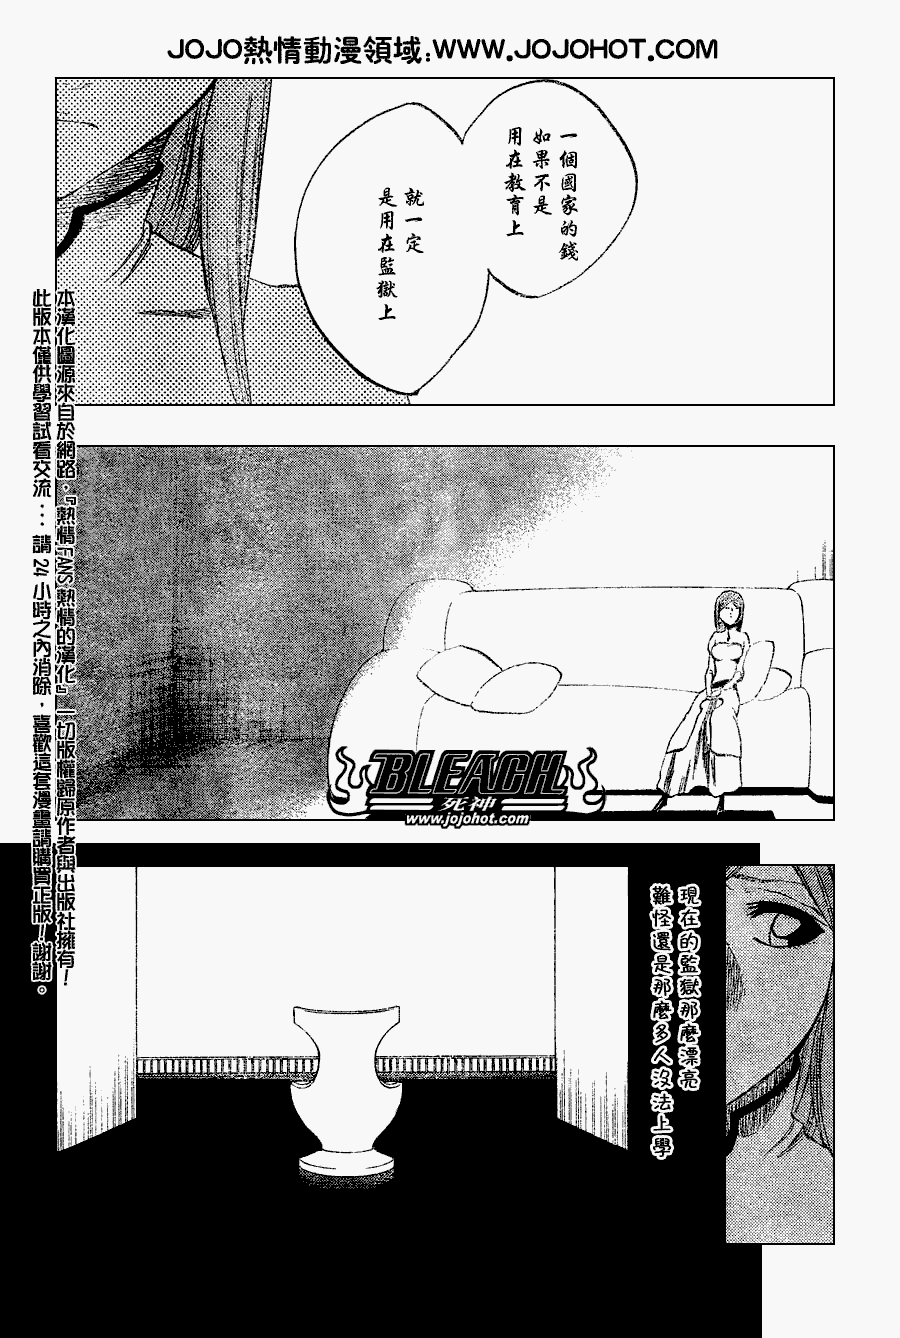 JOJO熱情動漫領域:WWW.JOJOHOT.COM
一個國家的錢
如果不是
用在教育上
就一定
是用在監獄上
本漢化圖源來自於網路，『熱情FANS熱情的漢化』一切版權歸原作者與出版社擁有！
此版本僅供學習試看交流…請24小時之內消除，喜歡這套漫畫請購買正版！謝謝。
BLEACH
死神
www.jojohot.com
現在的監獄那麼漂亮
難怪還是那麼多人沒法上學